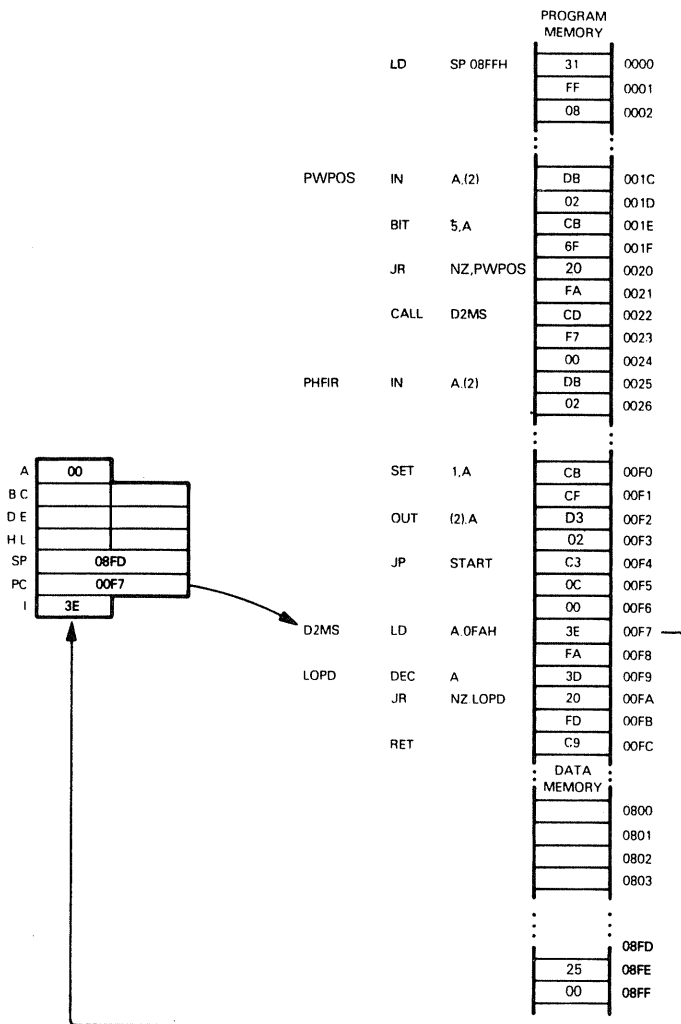 PROGRAM
MEMORY
LD SP 08FFH 31 0000
FF 0001
08 0002
PWPOS IN A,(2) DB 001C
02 001D
BIT 5,A CB 001E
6F 001F
JR NZ,PWPOS 20 0020
FA 0021
CALL D2MS CD 0022
F7 0023
00 0024
PHFIR IN A,(2) DB 0025
02 0026
A 00
B C
D E
H L
SP 08FD
PC 00F7
I 3E
SET 1,A CB 00F0
CF 00F1
OUT (2).A D3 00F2
02 00F3
JP START C3 00F4
0C 00F5
00 00F6
D2MS LD A.0FAH 3E 00F7
FA 00F8
LOPD DEC A 3D 00F9
JR NZ.LOPD 20 00FA
FD 00FB
RET C9 00FC
DATA
MEMORY
0800
0801
0802
0803
08FD
25 08FE
00 08FF